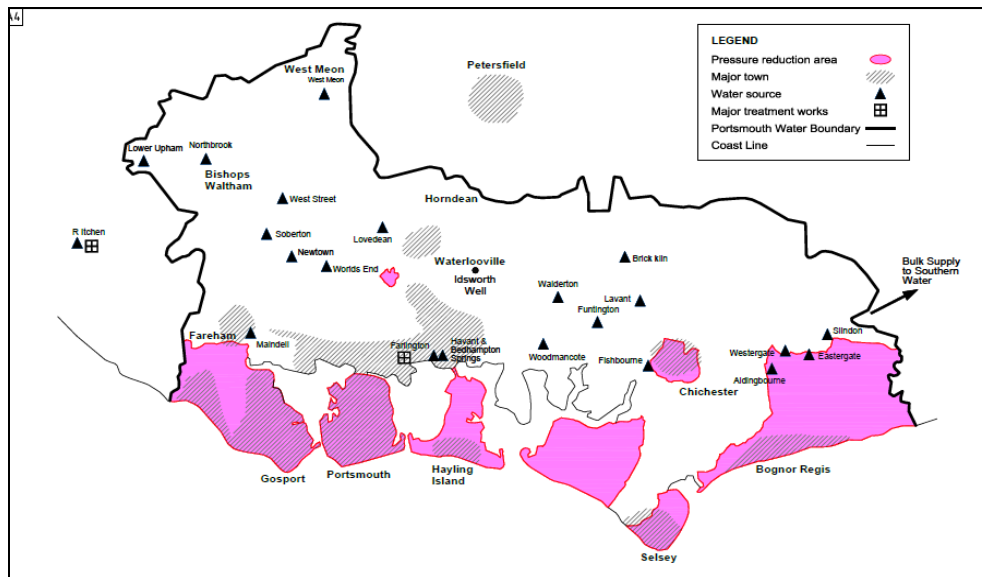 A4
LEGEND
Pressure reduction area
Major town
Water source
Major treatment works
Portsmouth Water Boundary
Coast Line
West Meon
West Meon
Petersfield
Lower Upham
Northbrook
Bishops
Waltham
West Street
Horndean
R Itchen
Soberton
Lovedean
Newtown
Worlds End
Waterlooville
Idsworth
Well
Brick kiln
Walderton
Lavant
Funtington
Bulk Supply
to Southern
Water
Fareham
Maindell
Farlington
Havant &
Bedhampton
Springs
Woodmancote
Fishbourne
Chichester
Slindon
Westergate
Eastergate
Aldingbourne
Gosport
Portsmouth
Hayling
Island
Bognor Regis
Selsey